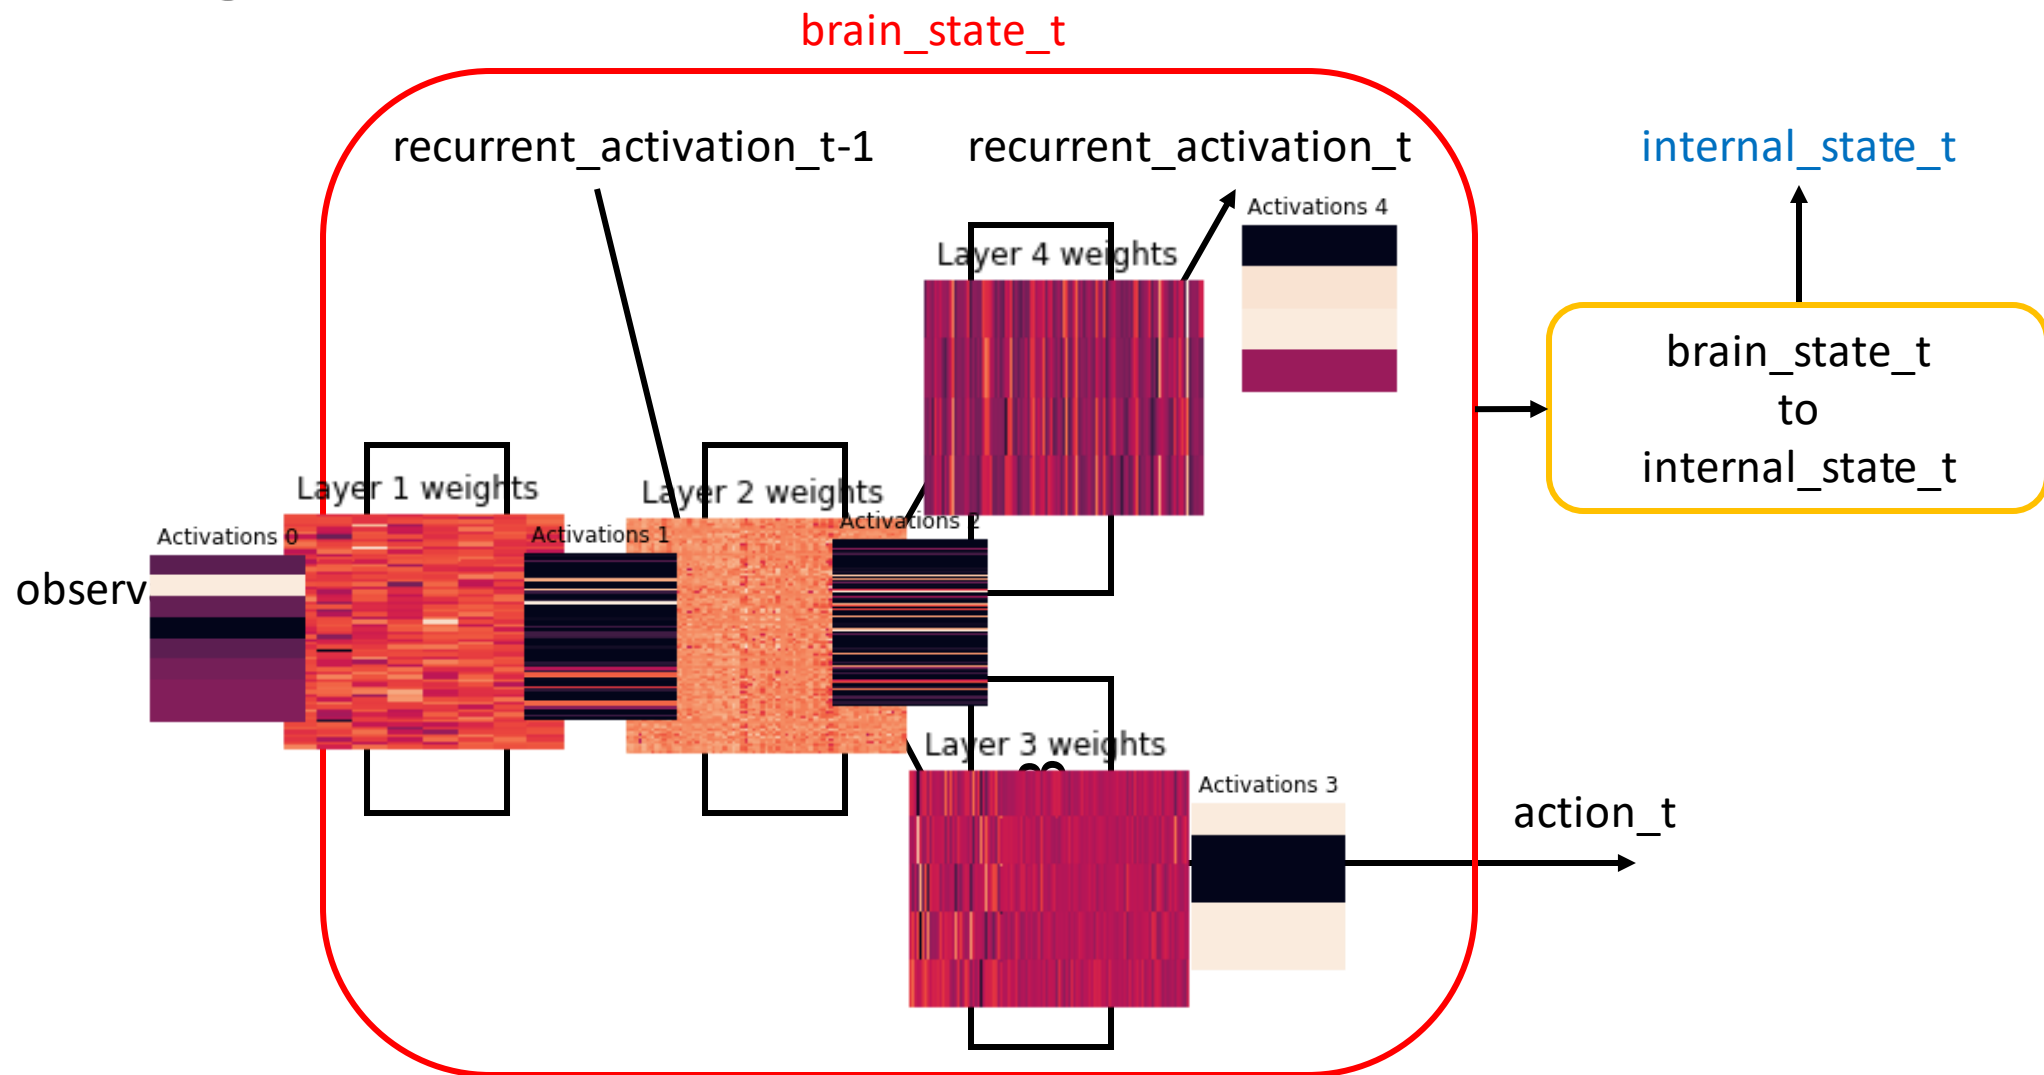 brain_state_t
recurrent_activation_t-1
recurrent_activation_t
internal_state_t
Activations 4
Layer 4 weights
brain_state_t
to
internal_state_t
Layer 1 weights
Layer 2 weights
Activations 0
Activations 1
Activations 2
observ
Layer 3 weights
Activations 3
action_t